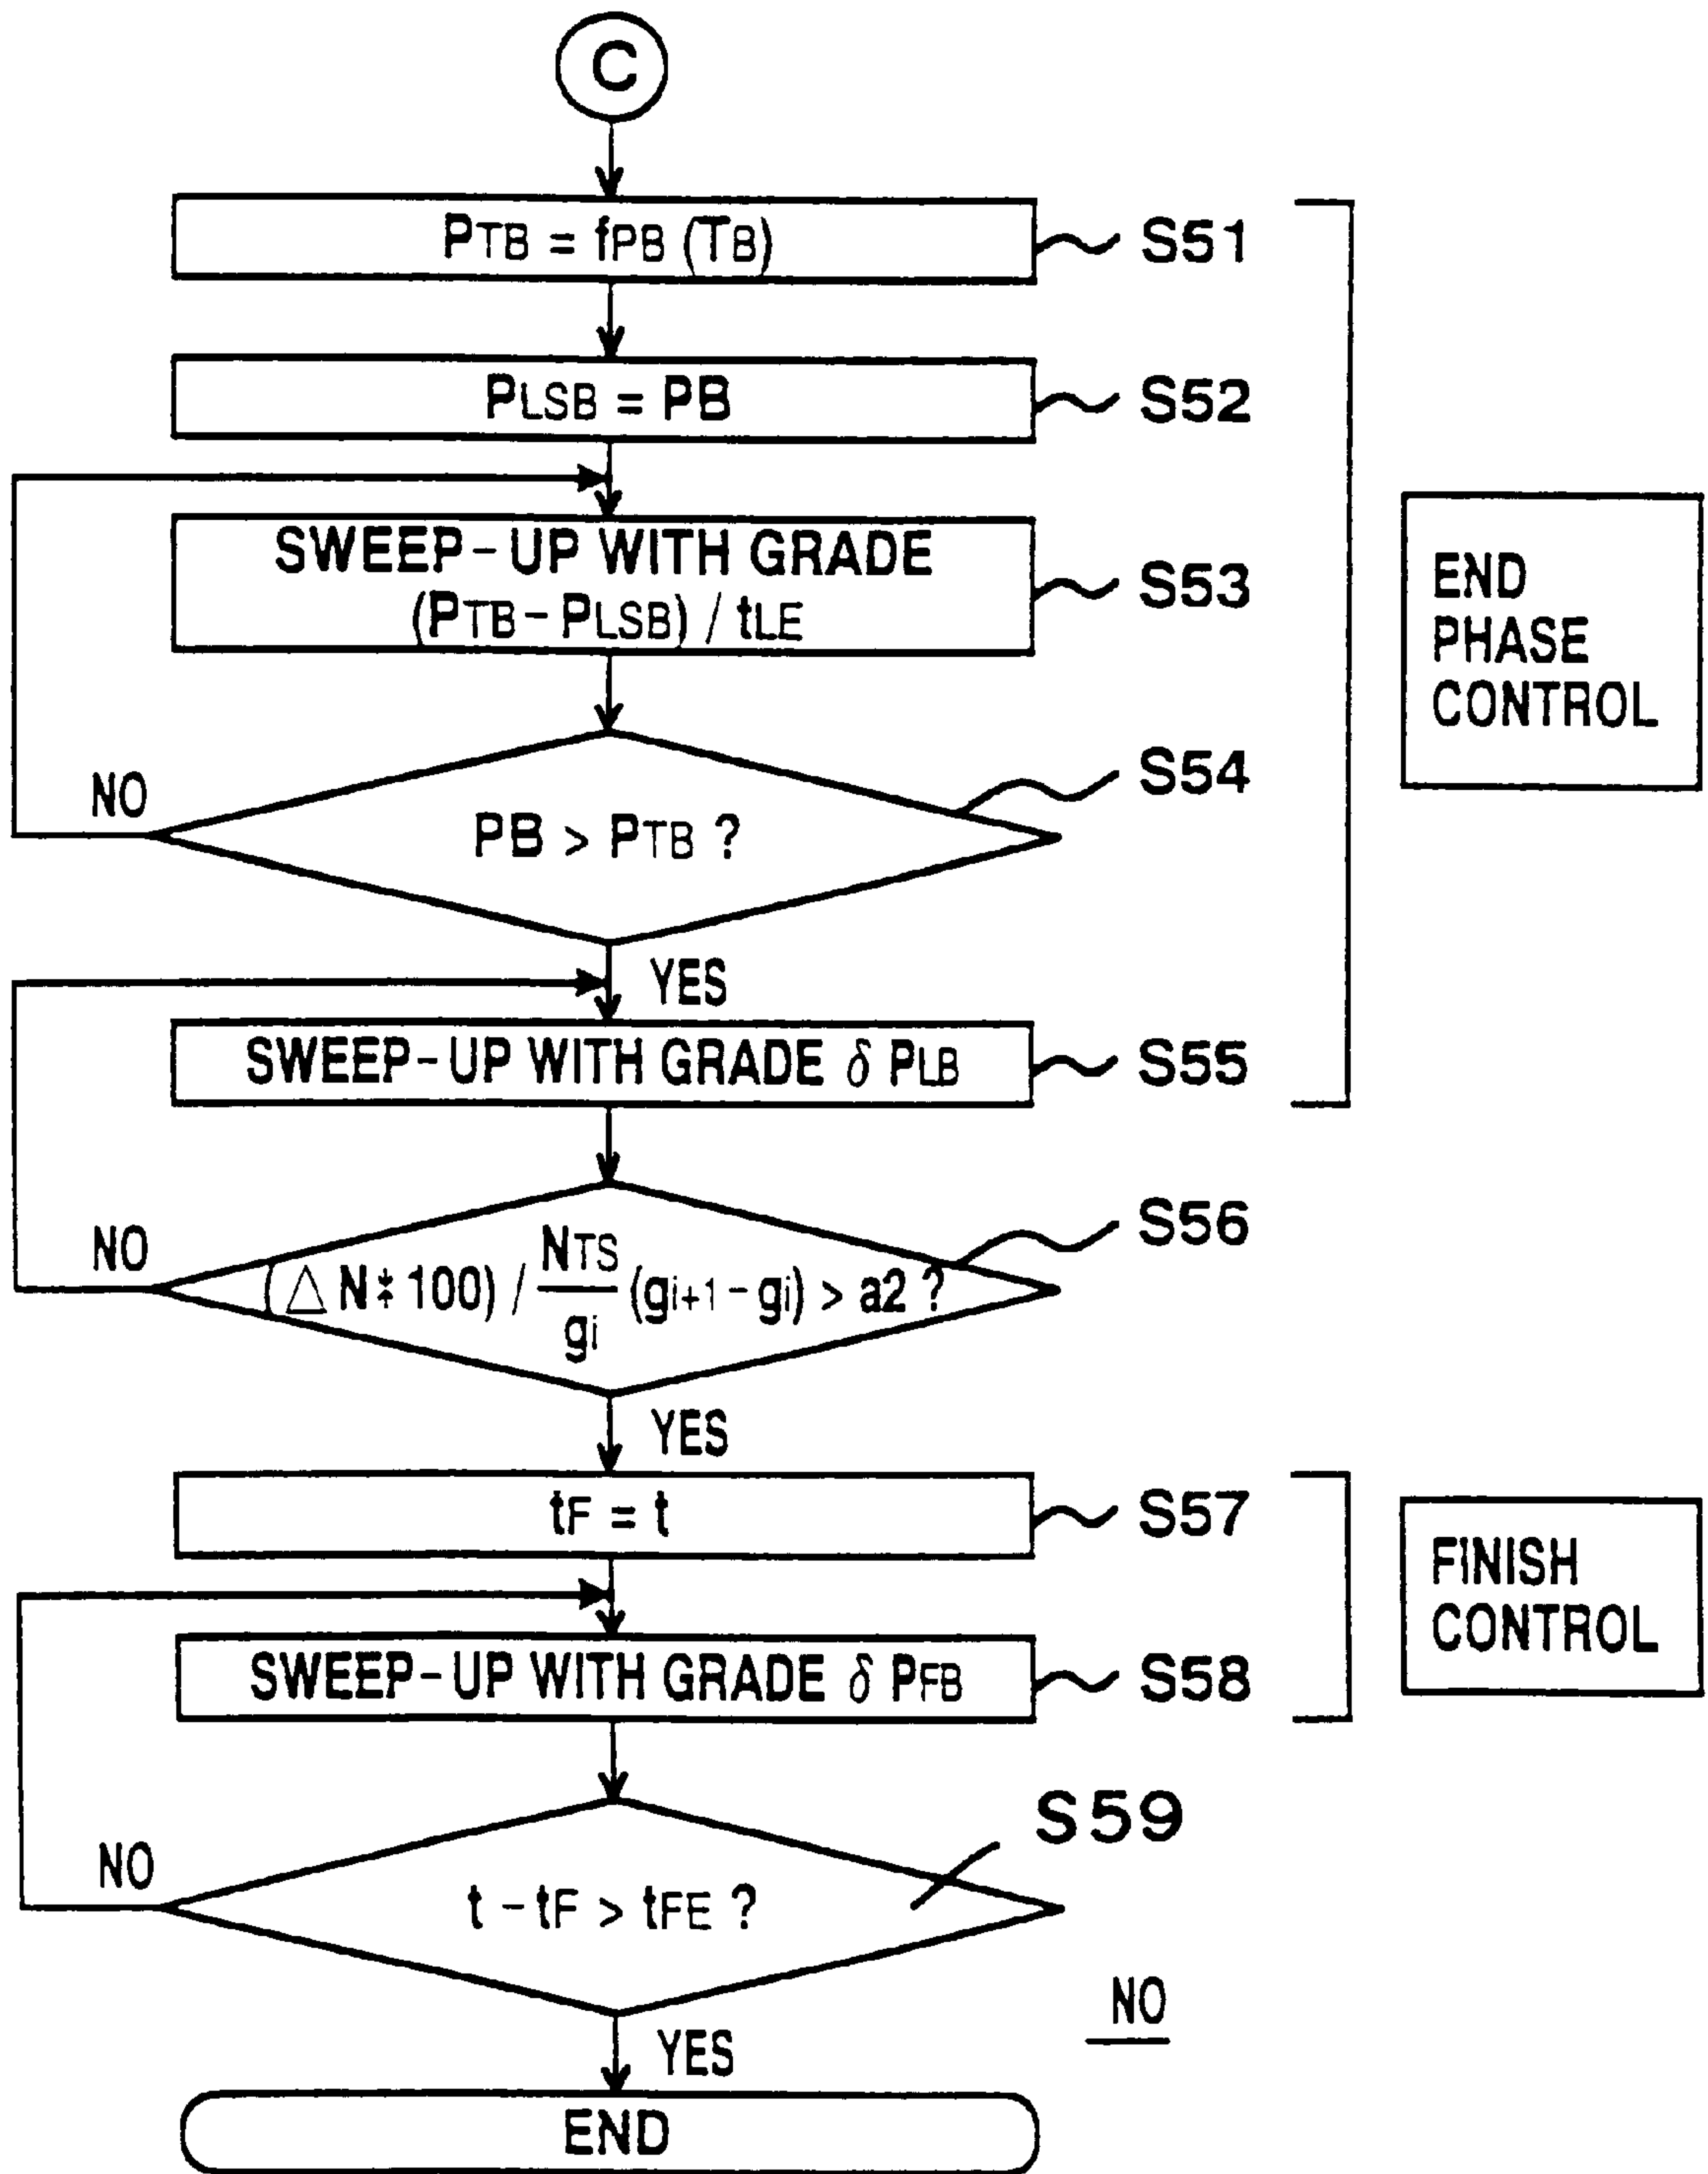 C
PTB = fPB (TB)
S51
PLSB = PB
S52
SWEEP-UP WITH GRADE
(PTB - PLSB) / tLE
S53
END
PHASE
CONTROL
S54
NO
PB > PTB ?
YES
SWEEP-UP WITH GRADE δ PLB
S55
S56
NO
(△N * 100) / NTS/gi (gi+1 - gi) > a2 ?
YES
tF = t
S57
FINISH
CONTROL
SWEEP-UP WITH GRADE δ PFB
S58
S59
NO
t - tF > tFE ?
NO
YES
END